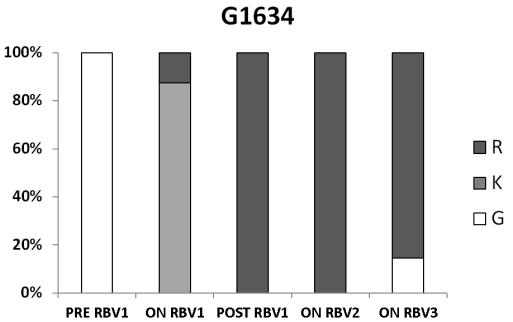 G1634
100%
80%
60%
40%
20%
0%
PRE RBV1 ON RBV1 POST RBV1 ON RBV2 ON RBV3
R
K
G